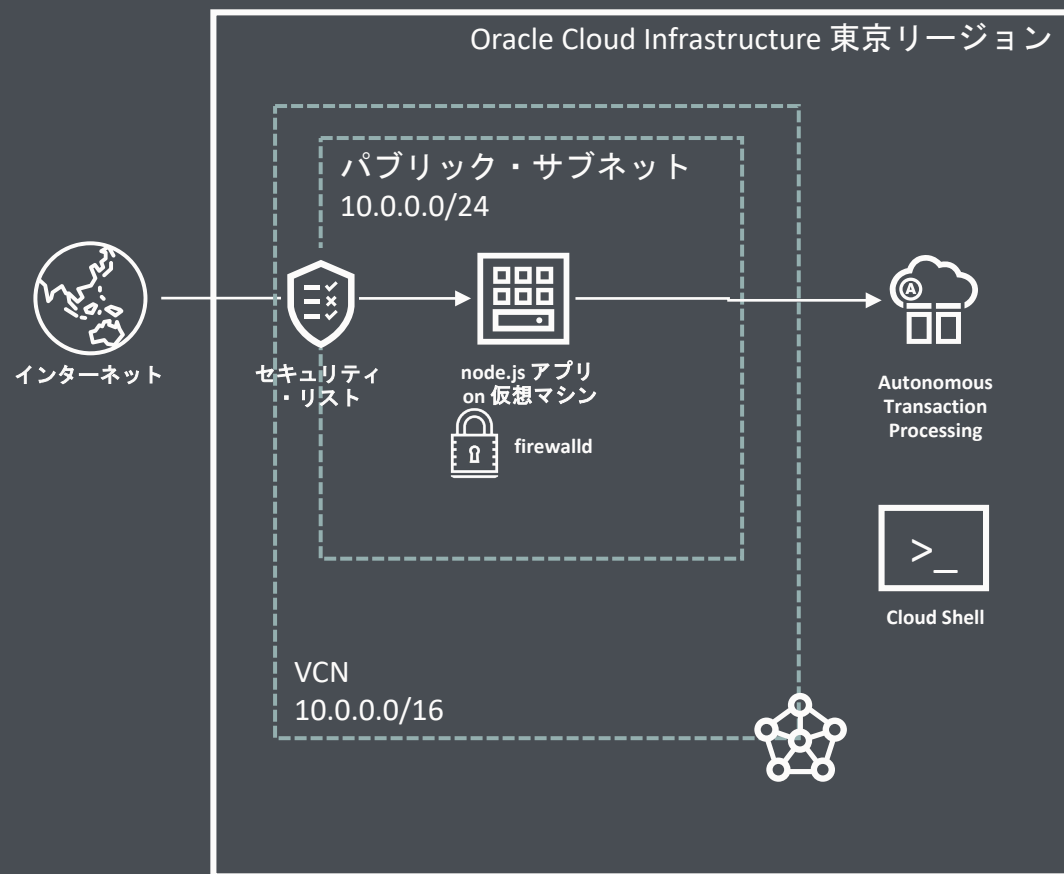 Oracle Cloud Infrastructure 東京リージョン
パブリック・サブネット
10.0.0.0/24
インターネット
セキュリティ
・リスト
node.js アプリ
on 仮想マシン
firewalld
A
Autonomous
Transaction
Processing
>_
Cloud Shell
VCN
10.0.0.0/16